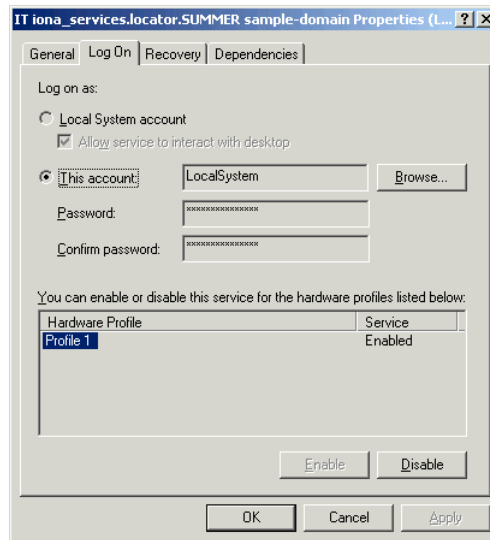 IT iona_services.locator.SUMMER sample-domain Properties (L...
General Log On Recovery Dependencies
Log on as:
Local System account
Allow service to interact with desktop
This account: LocalSystem Browse...
Password: ***************
Confirm password: ***************
You can enable or disable this service for the hardware profiles listed below:
Hardware Profile Service
Profile 1 Enabled
Enable Disable
OK Cancel Apply